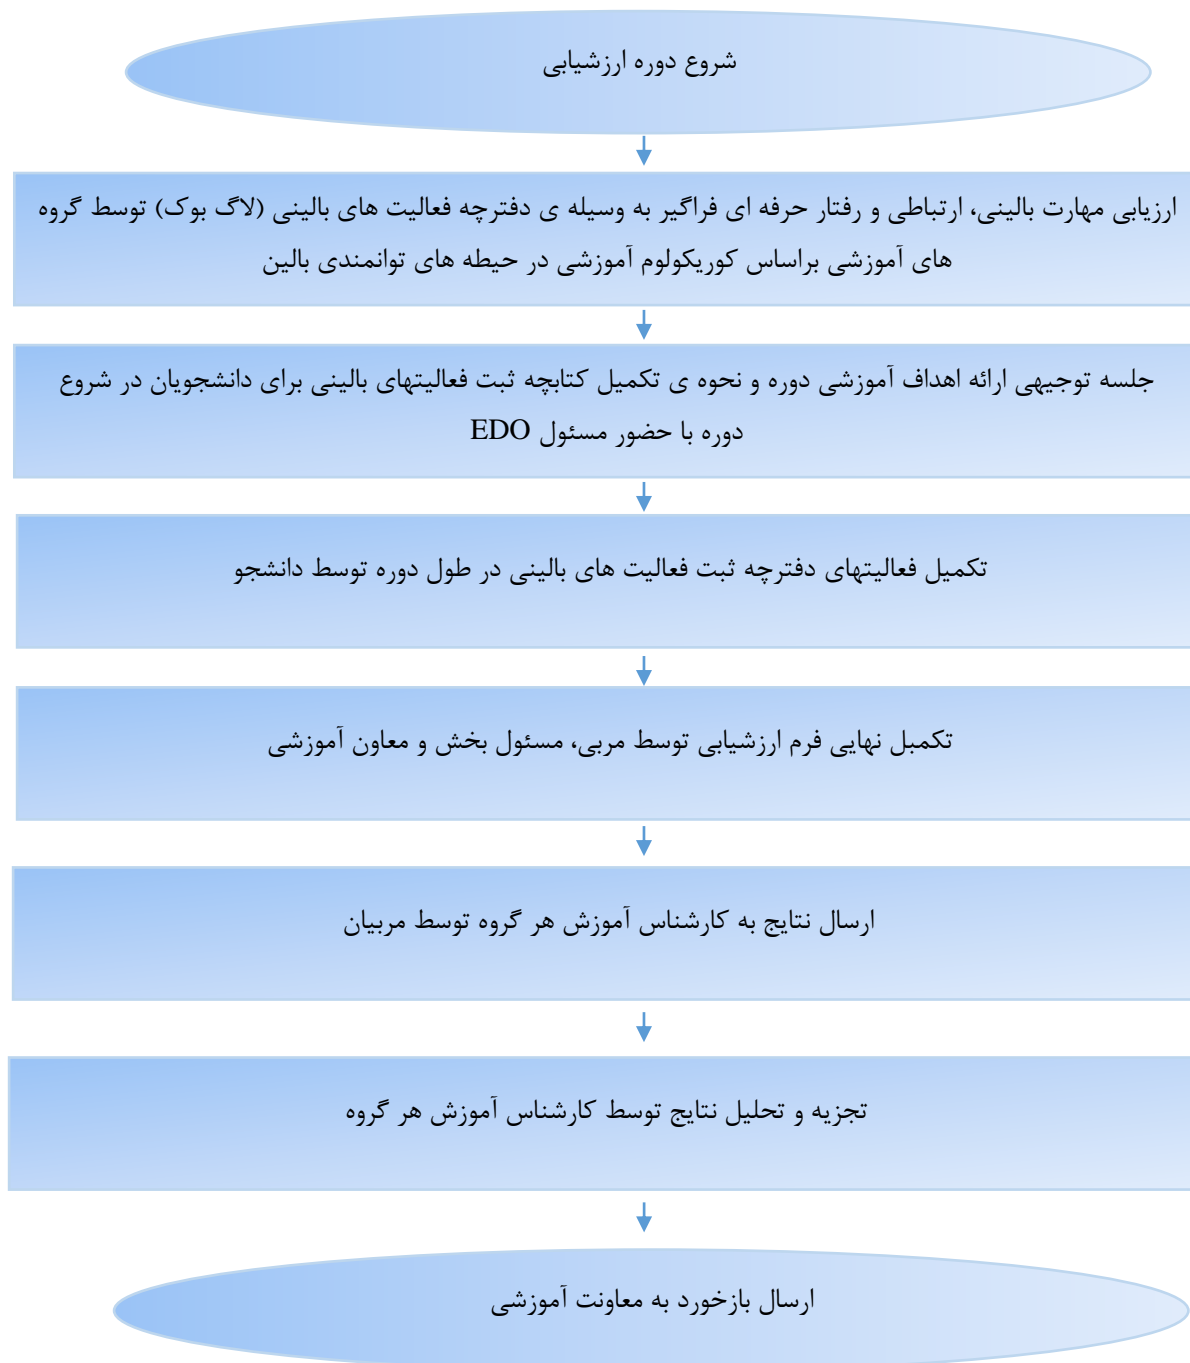 شروع دوره ارزشیابی
ارزیابی مهارت بالینی، ارتباطی و رفتار حرفه ای فراگیر به وسیله ی دفترچه فعالیت های بالینی (لاگ بوک) توسط گروه
های آموزشی براساس کوریکولوم آموزشی در حیطه های توانمندی بالین
جلسه توجیهی ارائه اهداف آموزشی دوره و نحوه ی تکمیل کتابچه ثبت فعالیتهای بالینی برای دانشجویان در شروع
دوره با حضور مسئول EDO
تکمیل فعالیتهای دفترچه ثبت فعالیت های بالینی در طول دوره توسط دانشجو
تکمبل نهایی فرم ارزشیابی توسط مربی، مسئول بخش و معاون آموزشی
ارسال نتایج به کارشناس آموزش هر گروه توسط مربیان
تجزیه و تحلیل نتایج توسط کارشناس آموزش هر گروه
ارسال بازخورد به معاونت آموزشی